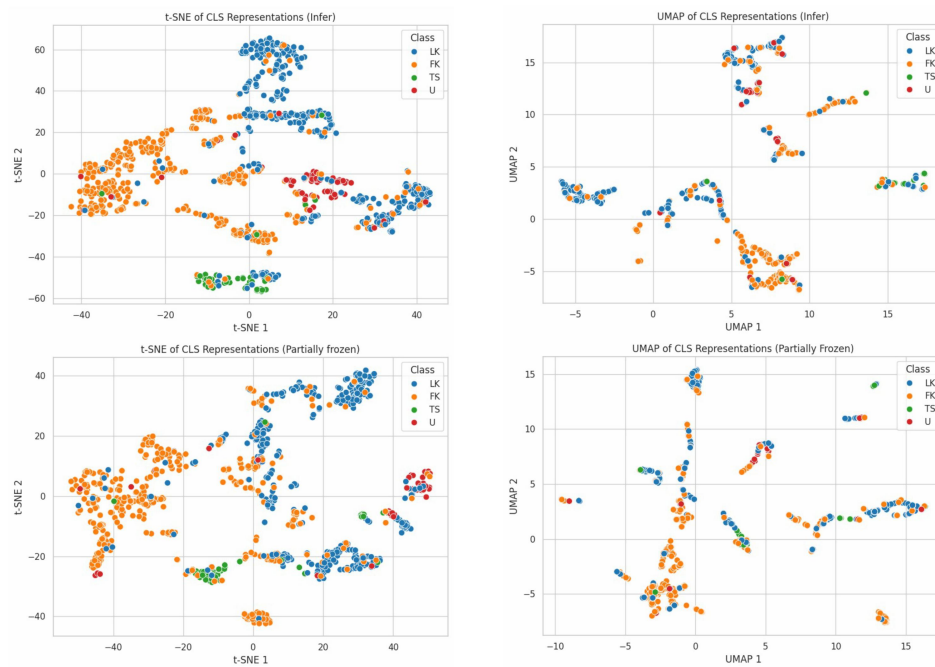 t-SNE of CLS Representations (Infer)
Class
LK
FK
TS
U
60
40
20
0
−20
−40
−60
t-SNE 2
−40
−20
0
20
40
t-SNE 1
UMAP of CLS Representations (Infer)
Class
LK
FK
TS
U
15
10
5
0
−5
UMAP 2
−5
0
5
10
15
UMAP 1
t-SNE of CLS Representations (Partially frozen)
Class
LK
FK
TS
U
40
20
0
−20
−40
t-SNE 2
−40
−20
0
20
40
t-SNE 1
UMAP of CLS Representations (Partially Frozen)
Class
LK
FK
TS
U
15
10
5
0
−5
UMAP 2
−10
−5
0
5
10
15
UMAP 1